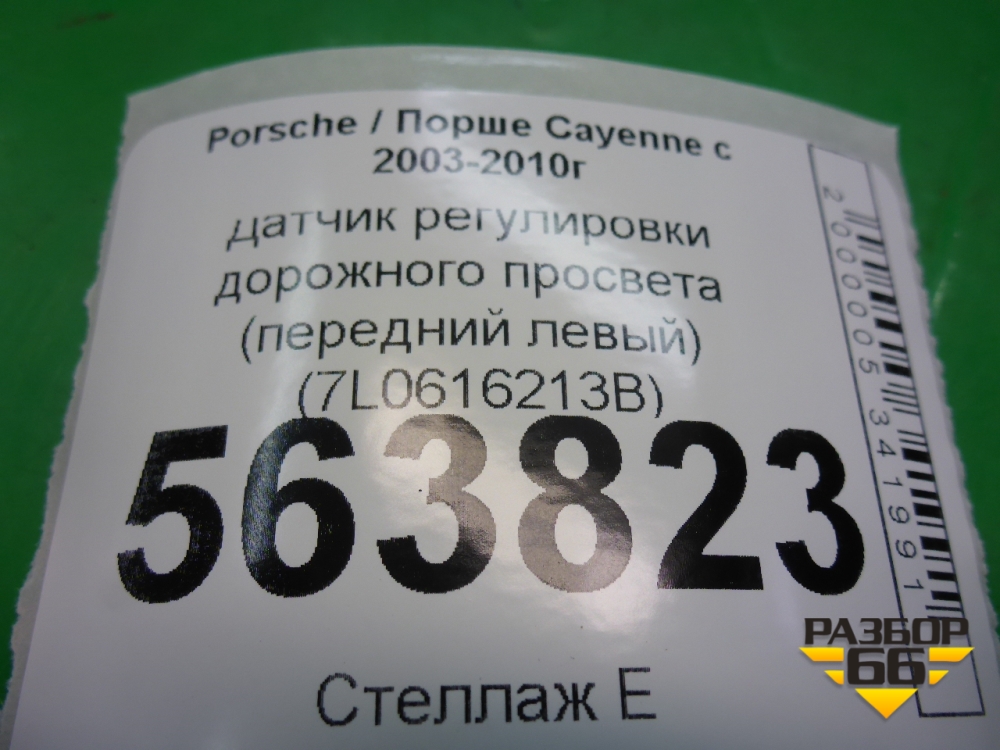 Porsche / Порше Cayenne с
2003-2010г
датчик регулировки
дорожного просвета
(передний левый)
(7L0616213B)
563823
Стеллаж Е
2000005341991
РАЗБОР
66